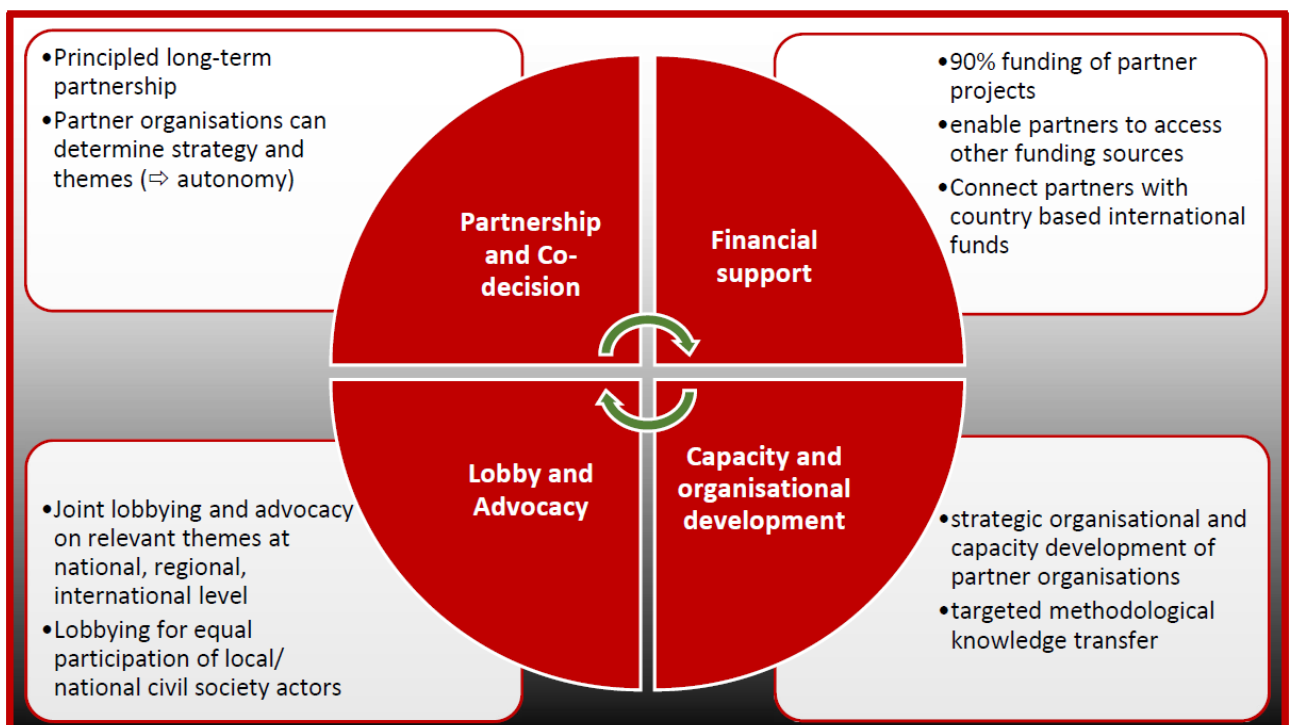 •Principled long-term
partnership
•Partner organisations can
determine strategy and
themes (⇨ autonomy)
•90% funding of partner
projects
•enable partners to access
other funding sources
•Connect partners with
country based international
funds
Partnership
and Co-
decision
Financial
support
Lobby and
Advocacy
Capacity and
organisational
development
•Joint lobbying and advocacy
on relevant themes at
national, regional,
international level
•Lobbying for equal
participation of local/
national civil society actors
•strategic organisational and
capacity development of
partner organisations
•targeted methodological
knowledge transfer